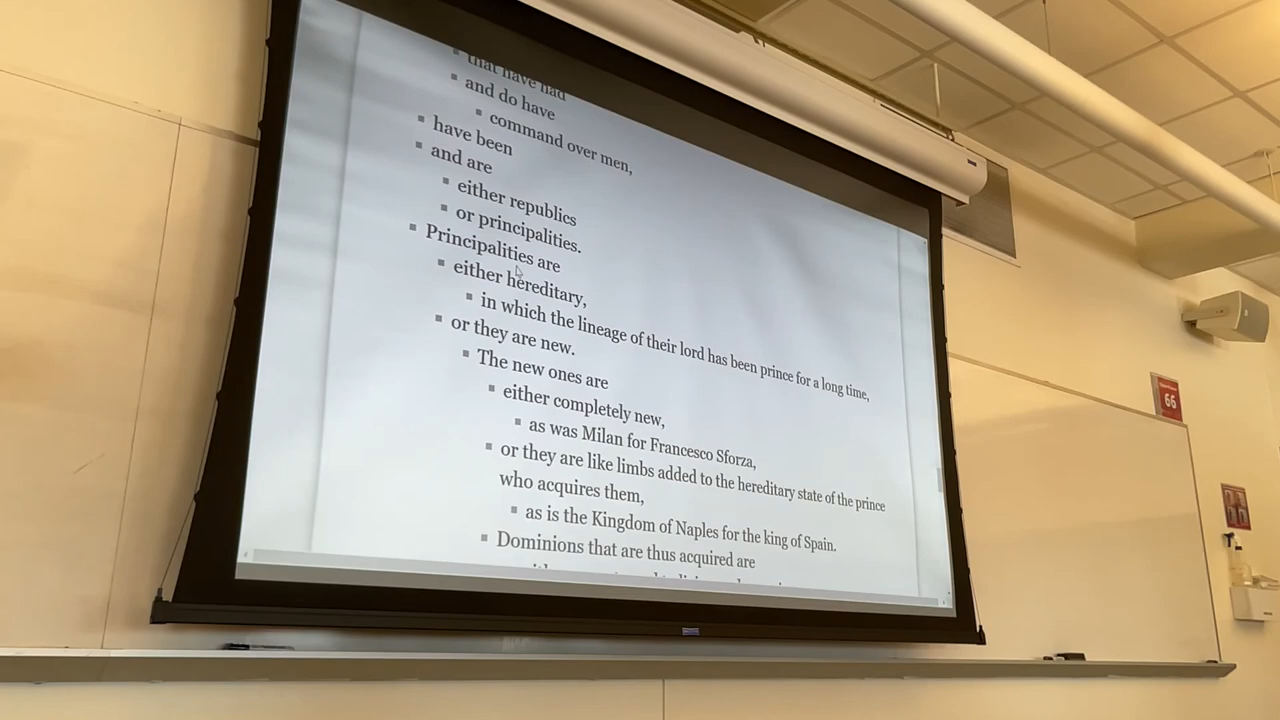 that have had
and do have
command over men,
have been
and are
either republics
or principalities.
Principalities are
either hereditary,
in which the lineage of their lord has been prince for a long time,
or they are new.
The new ones are
either completely new,
as was Milan for Francesco Sforza,
or they are like limbs added to the hereditary state of the prince
who acquires them,
as is the Kingdom of Naples for the king of Spain.
Dominions that are thus acquired are
66